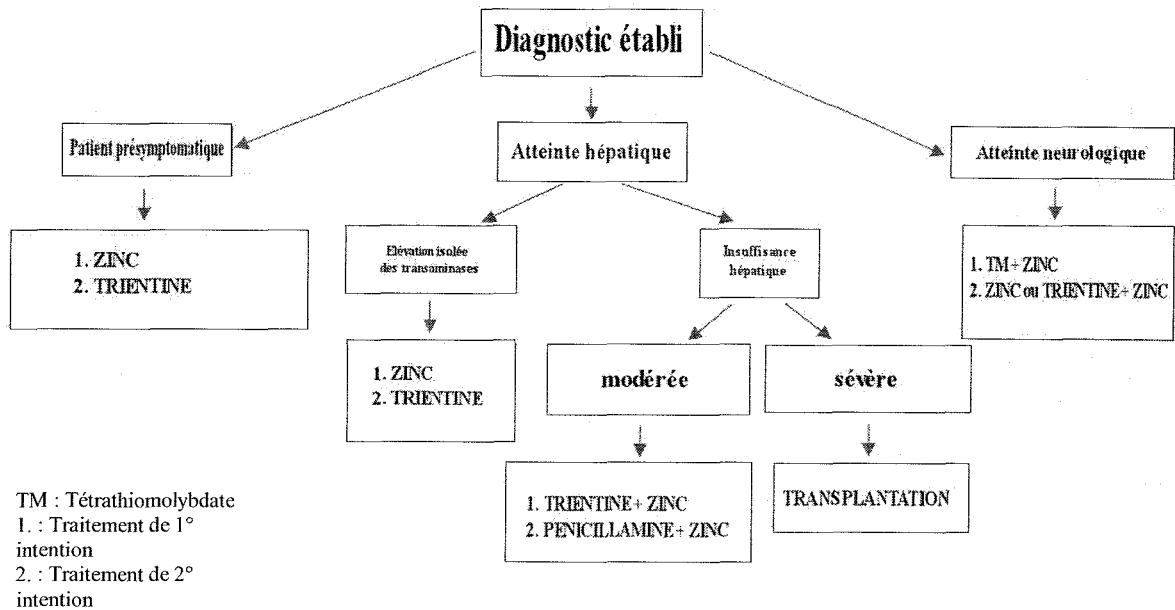 Diagnostic établi
Patient présymptomatique
Atteinte hépatique
Atteinte neurologique
1. ZINC
2. TRIENTINE
Elévation isolée
des transaminases
Insuffisance
hépatique
1. TM + ZINC
2. ZINC ou TRIENTINE + ZINC
1. ZINC
2. TRIENTINE
modérée
sévère
1. TRIENTINE + ZINC
2. PENICILLAMINE + ZINC
TRANSPLANTATION
TM : Tétrathiomolybdate
1. : Traitement de 1°
intention
2. : Traitement de 2°
intention